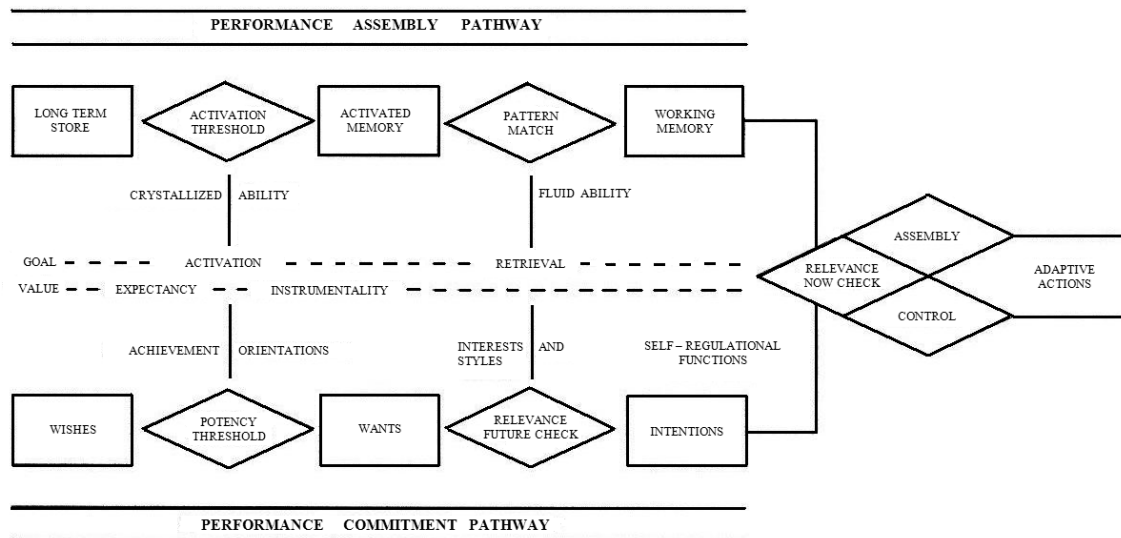 PERFORMANCE ASSEMBLY PATHWAY
LONG TERM
STORE
ACTIVATION
THRESHOLD
ACTIVATED
MEMORY
PATTERN
MATCH
WORKING
MEMORY
CRYSTALLIZED ABILITY
FLUID ABILITY
ASSEMBLY
GOAL ACTIVATION RETRIEVAL
RELEVANCE
NOW CHECK
ADAPTIVE
ACTIONS
VALUE EXPECTANCY INSTRUMENTALITY
CONTROL
ACHIEVEMENT ORIENTATIONS
INTERESTS AND
STYLES
SELF – REGULATIONAL
FUNCTIONS
WISHES
POTENCY
THRESHOLD
WANTS
RELEVANCE
FUTURE CHECK
INTENTIONS
PERFORMANCE COMMITMENT PATHWAY